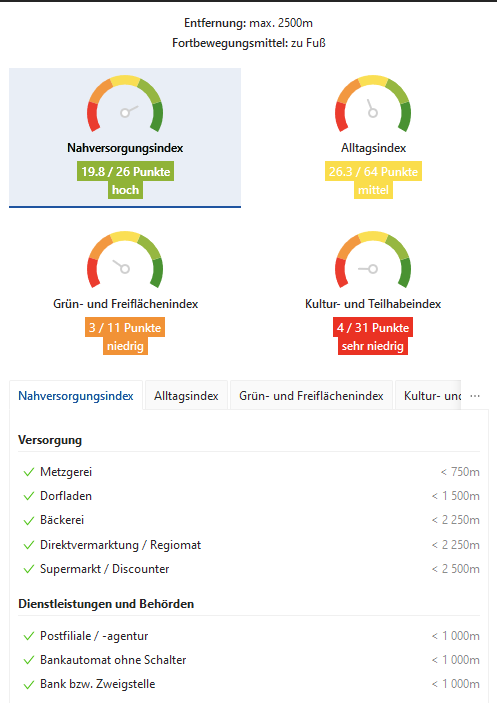 Entfernung: max. 2500m
Fortbewegungsmittel: zu Fuß
Nahversorgungsindex
19.8 / 26 Punkte
hoch
Alltagsindex
26.3 / 64 Punkte
mittel
Grün- und Freiflächenindex
3 / 11 Punkte
niedrig
Kultur- und Teilhabeindex
4 / 31 Punkte
sehr niedrig
Nahversorgungsindex Alltagsindex Grün- und Freiflächenindex Kultur- und ...
Versorgung
Metzgerei < 750m
Dorfladen < 1 500m
Bäckerei < 2 250m
Direktvermarktung / Regiomat < 2 250m
Supermarkt / Discounter < 2 500m
Dienstleistungen und Behörden
Postfiliale / -agentur < 1 000m
Bankautomat ohne Schalter < 1 000m
Bank bzw. Zweigstelle < 1 000m